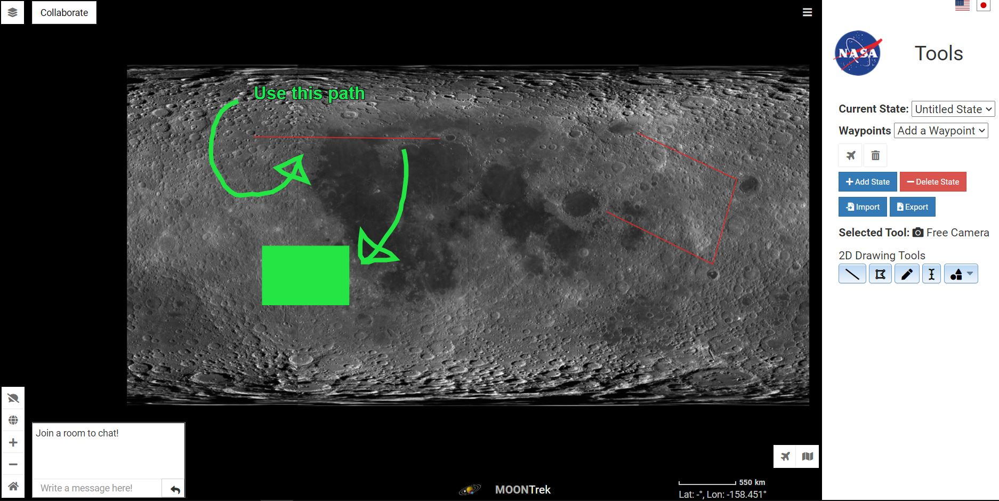 Collaborate
Use this path
NASA
Tools
Current State: Untitled State
Waypoints Add a Waypoint
Add State Delete State
Import Export
Selected Tool: Free Camera
2D Drawing Tools
Join a room to chat!
Write a message here!
MOONTrek
550 km
Lat: -°, Lon: -158.451°